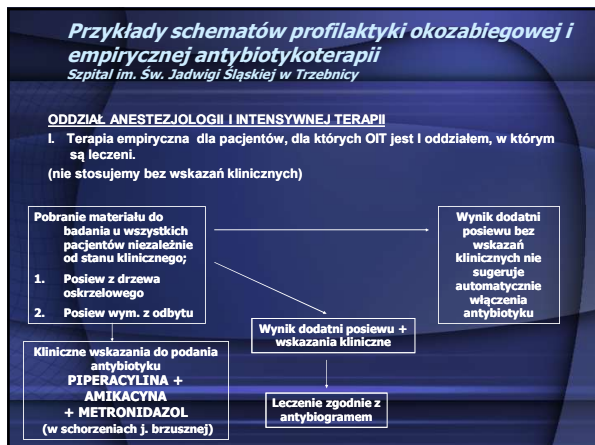 Przykłady schematów profilaktyki okozabiegowej i
empirycznej antybiotykoterapii
Szpital im. Św. Jadwigi Śląskiej w Trzebnicy
ODDZIAŁ ANESTEZJOLOGII I INTENSYWNEJ TERAPII
I. Terapia empiryczna dla pacjentów, dla których OIT jest I oddziałem, w którym
są leczeni.
(nie stosujemy bez wskazań klinicznych)
Pobranie materiału do
badania u wszystkich
pacjentów niezależnie
od stanu klinicznego;
1. Posiew z drzewa
oskrzelowego
2. Posiew wym. z odbytu
Wynik dodatni
posiewu bez
wskazań
klinicznych nie
sugeruje
automatycznie
włączenia
antybiotyku
Wynik dodatni posiewu +
wskazania kliniczne
Kliniczne wskazania do podania
antybiotyku
PIPERACYLINA +
AMIKACYNA
+ METRONIDAZOL
(w schorzeniach j. brzusznej)
Leczenie zgodnie z
antybiogramem